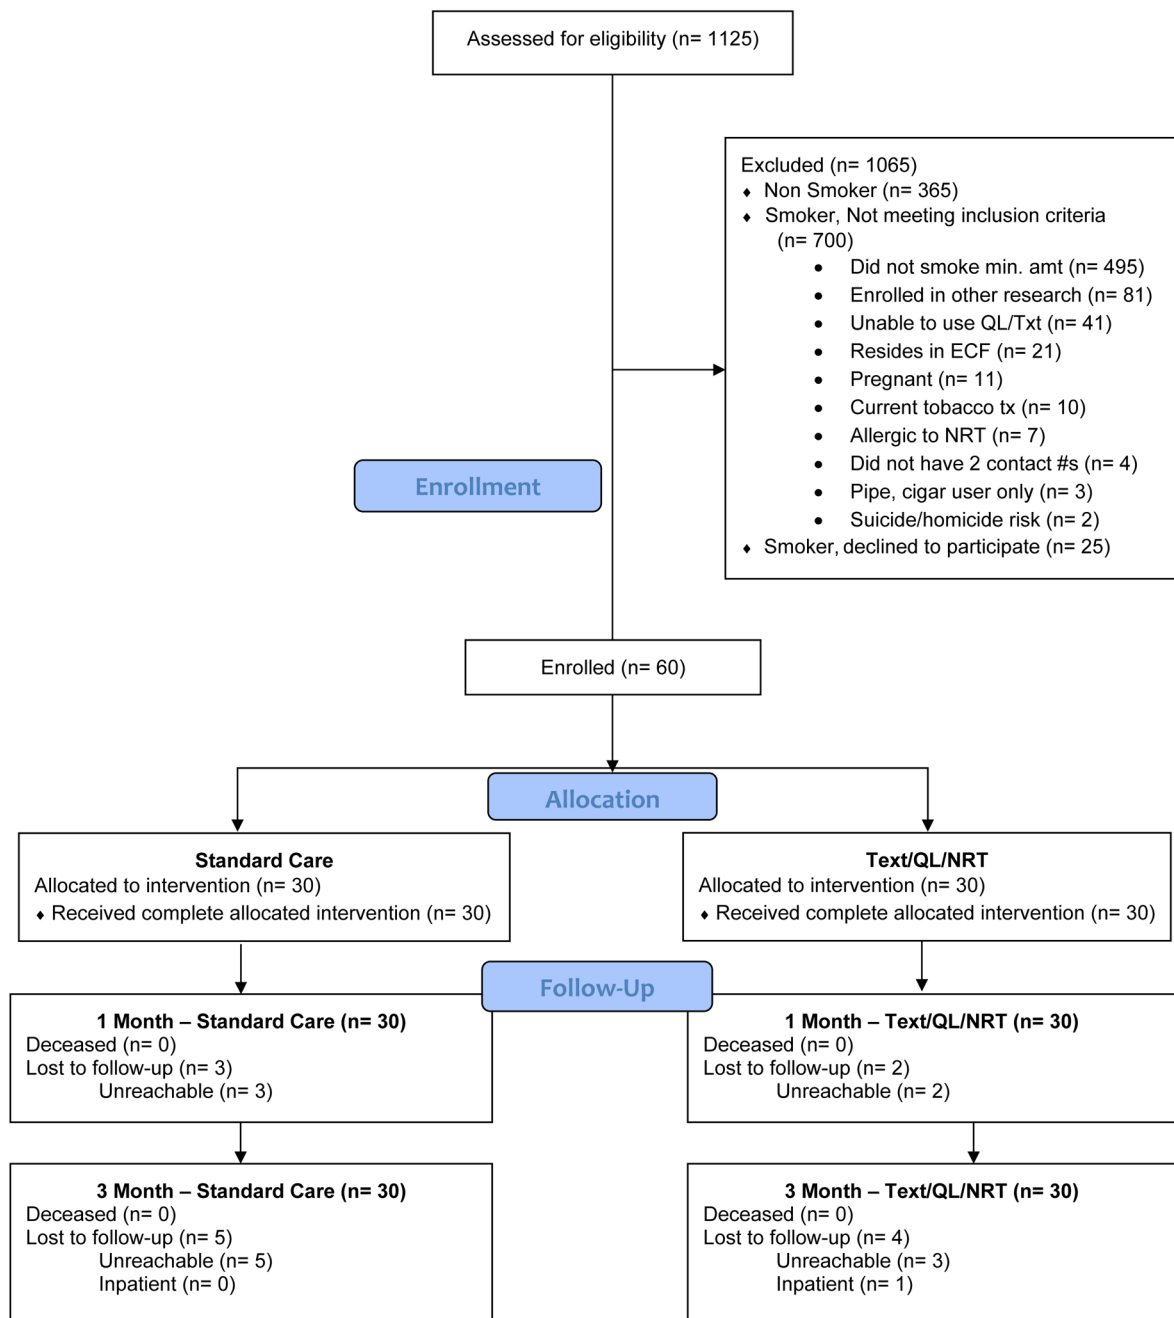 Assessed for eligibility (n= 1125)
Excluded (n= 1065)
⬧ Non Smoker (n= 365)
⬧ Smoker, Not meeting inclusion criteria
(n= 700)
• Did not smoke min. amt (n= 495)
• Enrolled in other research (n= 81)
• Unable to use QL/Txt (n= 41)
• Resides in ECF (n= 21)
• Pregnant (n= 11)
• Current tobacco tx (n= 10)
• Allergic to NRT (n= 7)
• Did not have 2 contact #s (n= 4)
• Pipe, cigar user only (n= 3)
• Suicide/homicide risk (n= 2)
⬧ Smoker, declined to participate (n= 25)
Enrollment
Enrolled (n= 60)
Allocation
Standard Care
Allocated to intervention (n= 30)
⬧ Received complete allocated intervention (n= 30)
Text/QL/NRT
Allocated to intervention (n= 30)
⬧ Received complete allocated intervention (n= 30)
Follow-Up
1 Month – Standard Care (n= 30)
Deceased (n= 0)
Lost to follow-up (n= 3)
Unreachable (n= 3)
1 Month – Text/QL/NRT (n= 30)
Deceased (n= 0)
Lost to follow-up (n= 2)
Unreachable (n= 2)
3 Month – Standard Care (n= 30)
Deceased (n= 0)
Lost to follow-up (n= 5)
Unreachable (n= 5)
Inpatient (n= 0)
3 Month – Text/QL/NRT (n= 30)
Deceased (n= 0)
Lost to follow-up (n= 4)
Unreachable (n= 3)
Inpatient (n= 1)